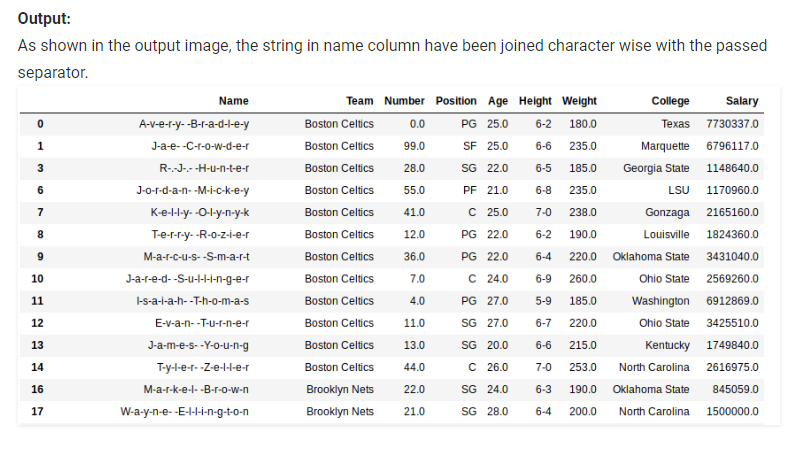 Output:
As shown in the output image, the string in name column have been joined character wise with the passed
separator.
Name Team Number Position Age Height Weight College Salary
0 A-v-e-r-y- -B-r-a-d-l-e-y Boston Celtics 0.0 PG 25.0 6-2 180.0 Texas 7730337.0
1 J-a-e- -C-r-o-w-d-e-r Boston Celtics 99.0 SF 25.0 6-6 235.0 Marquette 6796117.0
3 R-.-J-.- -H-u-n-t-e-r Boston Celtics 28.0 SG 22.0 6-5 185.0 Georgia State 1148640.0
6 J-o-r-d-a-n- -M-i-c-k-e-y Boston Celtics 55.0 PF 21.0 6-8 235.0 LSU 1170960.0
7 K-e-l-l-y- -O-l-y-n-y-k Boston Celtics 41.0 C 25.0 7-0 238.0 Gonzaga 2165160.0
8 T-e-r-r-y- -R-o-z-i-e-r Boston Celtics 12.0 PG 22.0 6-2 190.0 Louisville 1824360.0
9 M-a-r-c-u-s- -S-m-a-r-t Boston Celtics 36.0 PG 22.0 6-4 220.0 Oklahoma State 3431040.0
10 J-a-r-e-d- -S-u-l-l-i-n-g-e-r Boston Celtics 7.0 C 24.0 6-9 260.0 Ohio State 2569260.0
11 I-s-a-i-a-h- -T-h-o-m-a-s Boston Celtics 4.0 PG 27.0 5-9 185.0 Washington 6912869.0
12 E-v-a-n- -T-u-r-n-e-r Boston Celtics 11.0 SG 27.0 6-7 220.0 Ohio State 3425510.0
13 J-a-m-e-s- -Y-o-u-n-g Boston Celtics 13.0 SG 20.0 6-6 215.0 Kentucky 1749840.0
14 T-y-l-e-r- -Z-e-l-l-e-r Boston Celtics 44.0 C 26.0 7-0 253.0 North Carolina 2616975.0
16 M-a-r-k-e-l- -B-r-o-w-n Brooklyn Nets 22.0 SG 24.0 6-3 190.0 Oklahoma State 845059.0
17 W-a-y-n-e- -E-l-l-i-n-g-t-o-n Brooklyn Nets 21.0 SG 28.0 6-4 200.0 North Carolina 1500000.0